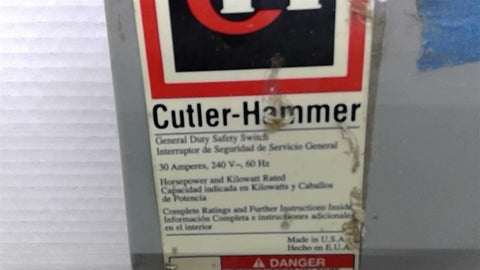 CH
Cutler-Hammer
General Duty Safety Switch
Interruptor de Seguridad de Servicio General
30 Amperes, 240 V~, 60 Hz
Horsepower and Kilowatt Rated
Capacidad indicada en Kilowatts y Caballos
de Potencia
Complete Ratings and Further Instructions Inside
Información Completa e instrucciones adicionales
en el interior
Made in U.S.A.
Hecho en E.U.A.
DANGER